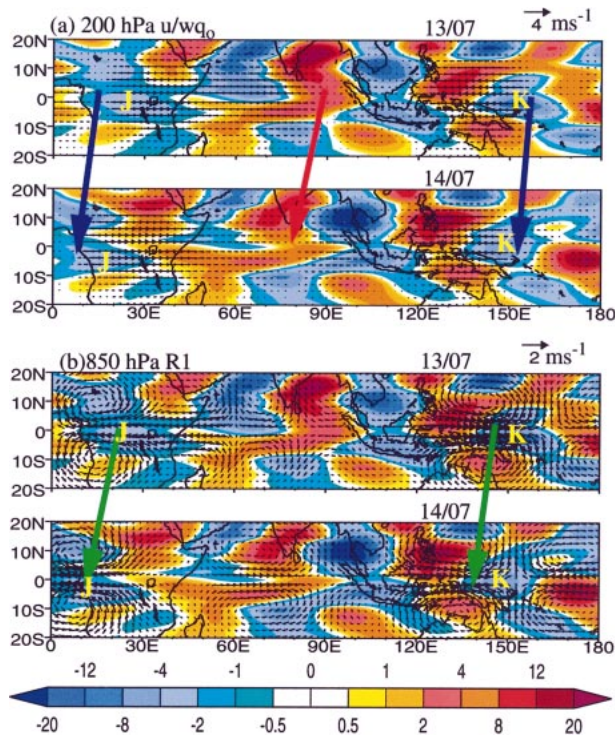 (a) 200 hPa u/wqo 13/07 4 ms-1
20N
10N
0
10S
20S
J K
14/07
20N
10N
0
10S
20S
J K
0 30E 60E 90E 120E 150E 180
(b)850 hPa R1 13/07 2 ms-1
20N
10N
0
10S
20S
J K
14/07
20N
10N
0
10S
20S
J K
0 30E 60E 90E 120E 150E 180
-12 -4 -1 0 1 4 12
-20 -8 -2 -0.5 0.5 2 8 20